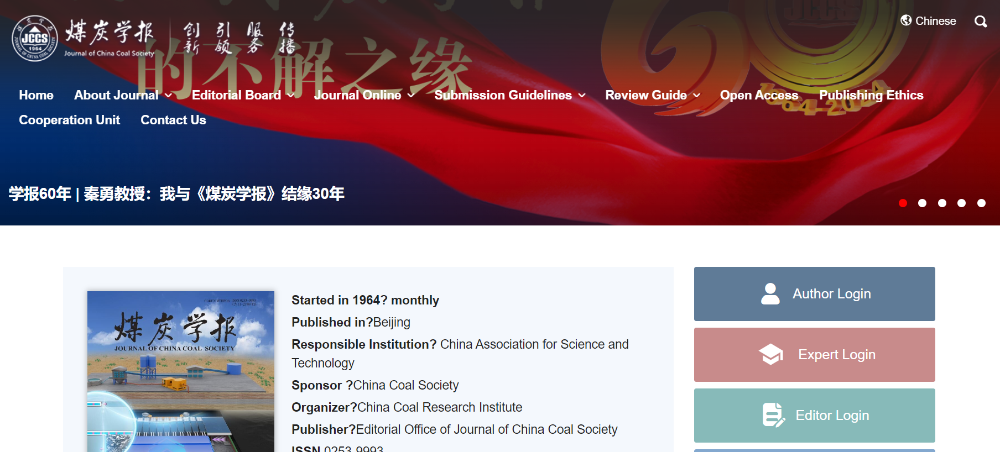 煤炭学报
Journal of China Coal Society
创新 引领 服务 传播
JCCS
1964
Chinese
的不解之缘
1964-2024
Home About Journal Editorial Board Journal Online Submission Guidelines Review Guide Open Access Publishing Ethics
Cooperation Unit Contact Us
学报60年 | 秦勇教授：我与《煤炭学报》结缘30年
煤炭学报
JOURNAL OF CHINA COAL SOCIETY
Started in 1964? monthly
Published in?Beijing
Responsible Institution? China Association for Science and
Technology
Sponsor ?China Coal Society
Organizer?China Coal Research Institute
Publisher?Editorial Office of Journal of China Coal Society
ISSN 0253-9993
Author Login
Expert Login
Editor Login